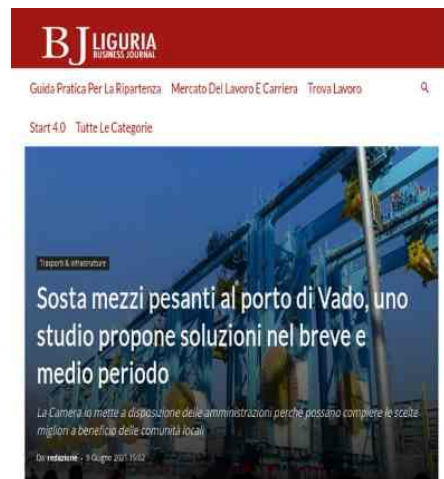 BJ LIGURIA
BUSINESS JOURNAL
Guida Pratica Per La Ripartenza Mercato Del Lavoro E Carriera Trova Lavoro
Start 4.0 Tutte Le Categorie
Trasporti & infrastrutture
Sosta mezzi pesanti al porto di Vado, uno
studio propone soluzioni nel breve e
medio periodo
La Camera lo mette a disposizione delle amministrazioni perché possano compiere le scelte
migliori a beneficio delle comunità locali
Da redazione - 9 Giugno 2021 15:02